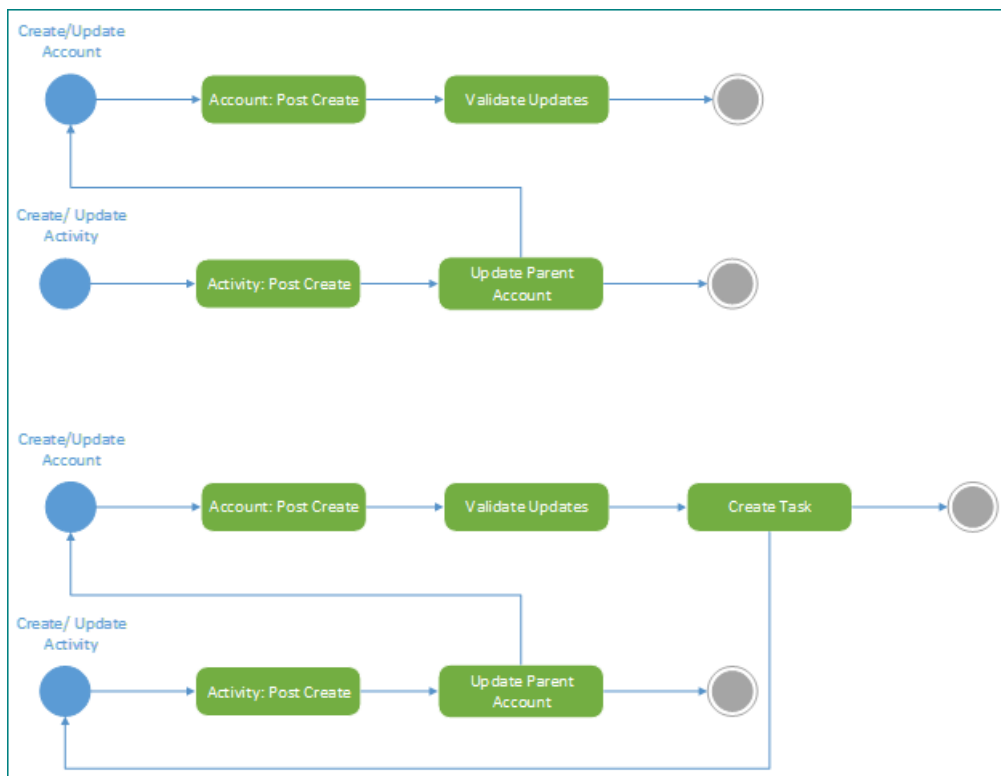 Create/Update
Account
Account: Post Create
Validate Updates
Create/ Update
Activity
Activity: Post Create
Update Parent
Account
Create/Update
Account
Account: Post Create
Validate Updates
Create Task
Create/ Update
Activity
Activity: Post Create
Update Parent
Account